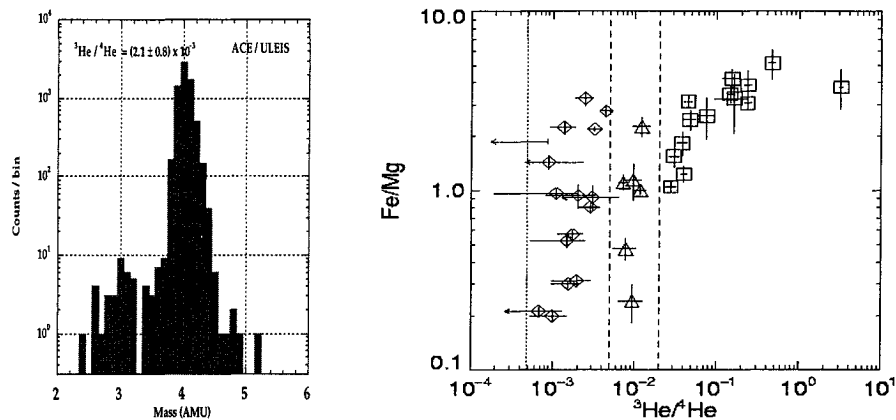 ³He / ⁴He = (2.1 ± 0.8) x 10⁻³ ACE / ULEIS
Counts / bin
10⁴
10³
10²
10¹
10⁰
2 3 4 5 6
Mass (AMU)
Fe/Mg
10.0
1.0
0.1
10⁻⁴ 10⁻³ 10⁻² 10⁻¹ 10⁰ 10¹
³He/⁴He